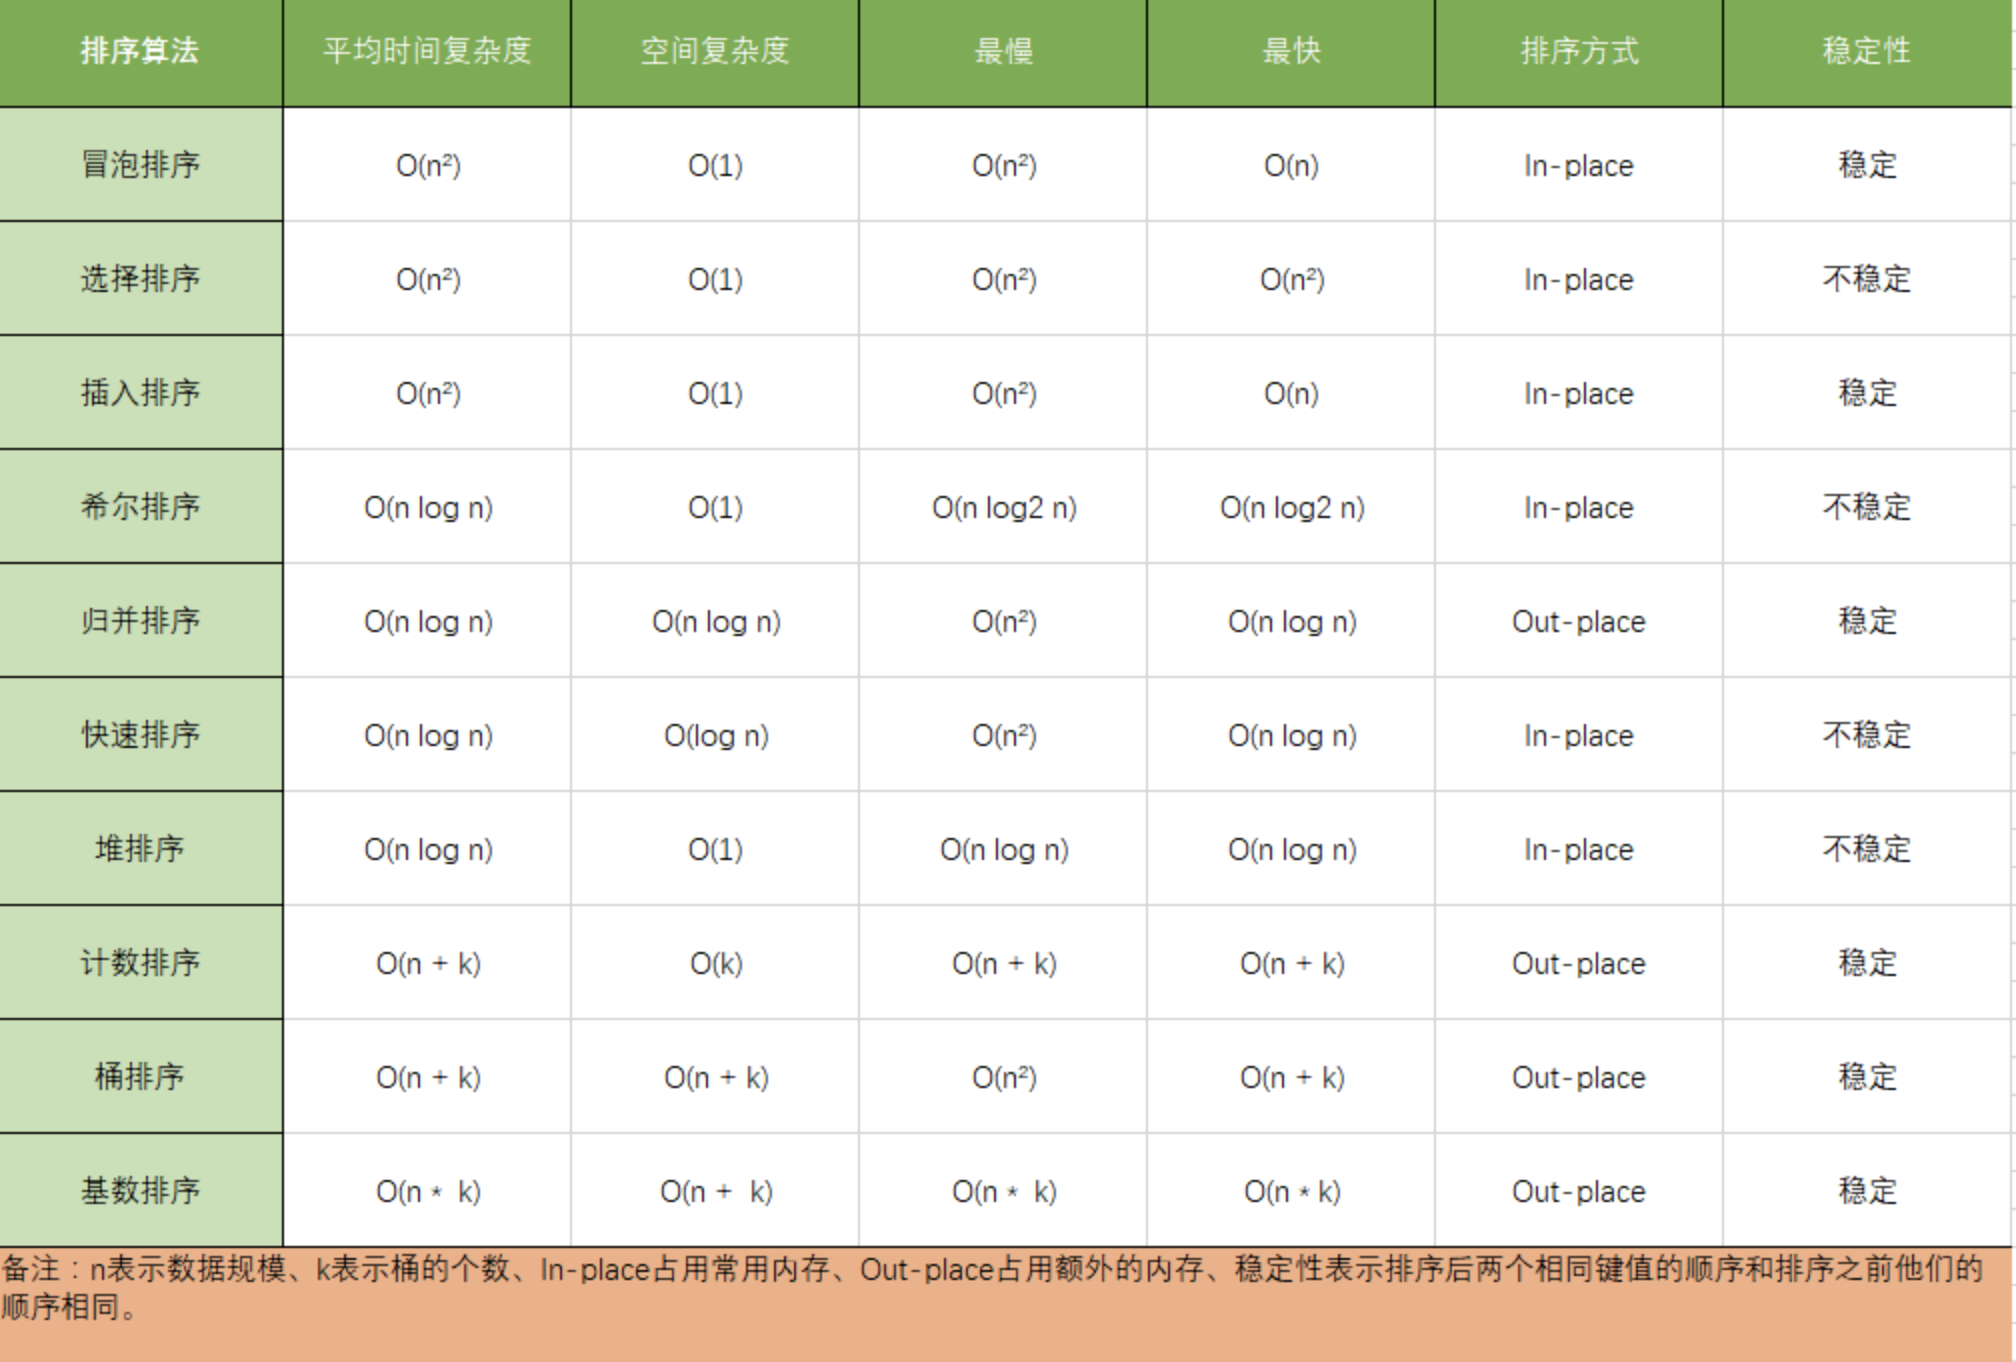 排序算法 平均时间复杂度 空间复杂度 最慢 最快 排序方式 稳定性
冒泡排序 O(n²) O(1) O(n²) O(n) In-place 稳定
选择排序 O(n²) O(1) O(n²) O(n²) In-place 不稳定
插入排序 O(n²) O(1) O(n²) O(n) In-place 稳定
希尔排序 O(n log n) O(1) O(n log2 n) O(n log2 n) In-place 不稳定
归并排序 O(n log n) O(n log n) O(n²) O(n log n) Out-place 稳定
快速排序 O(n log n) O(log n) O(n²) O(n log n) In-place 不稳定
堆排序 O(n log n) O(1) O(n log n) O(n log n) In-place 不稳定
计数排序 O(n + k) O(k) O(n + k) O(n + k) Out-place 稳定
桶排序 O(n + k) O(n + k) O(n²) O(n + k) Out-place 稳定
基数排序 O(n * k) O(n + k) O(n * k) O(n * k) Out-place 稳定
备注：n表示数据规模、k表示桶的个数、In-place占用常用内存、Out-place占用额外的内存、稳定性表示排序后两个相同键值的顺序和排序之前他们的
顺序相同。